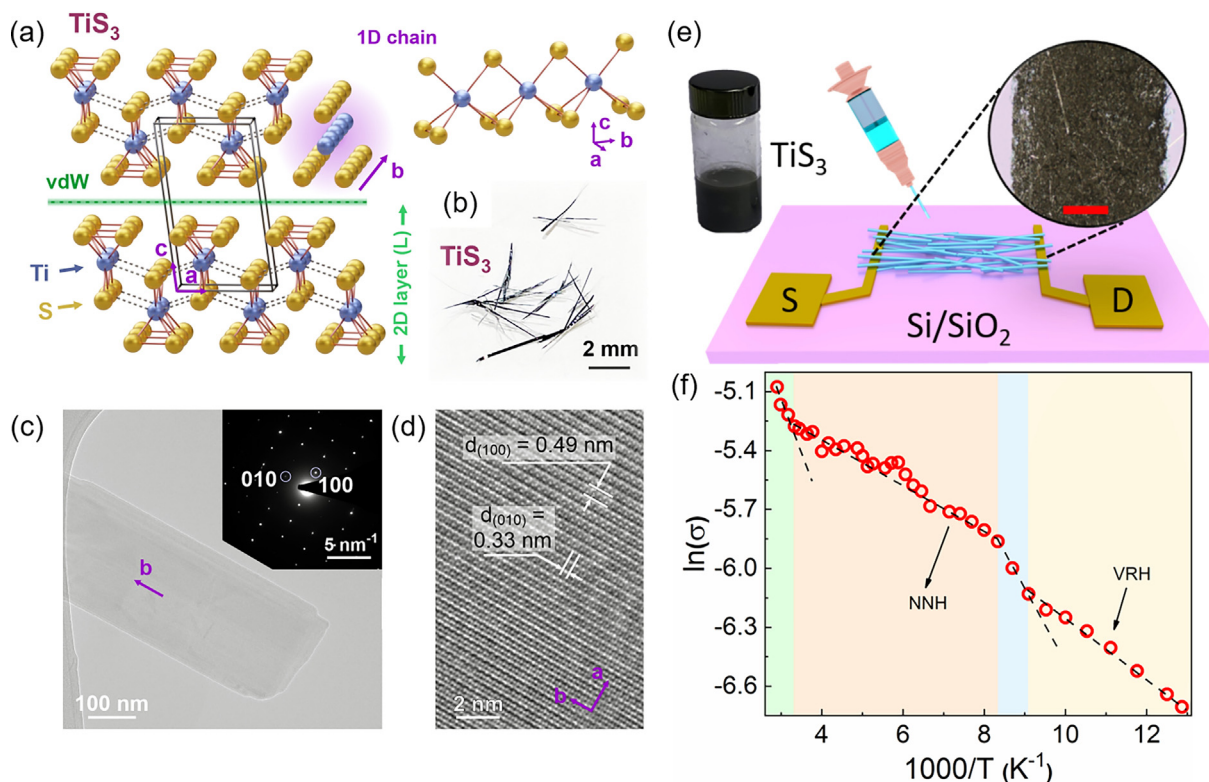 (a)
TiS₃
1D chain
c
b
a
b
vdW
c
a
Ti
S
2D layer (L)
(b)
TiS₃
2 mm
(c)
010
100
5 nm⁻¹
b
100 nm
(d)
d(100) = 0.49 nm
d(010) =
0.33 nm
a
b
2 nm
(e)
TiS₃
S
D
Si/SiO₂
(f)
ln(σ)
-5.1
-5.4
-5.7
-6.0
-6.3
-6.6
NNH
VRH
4
6
8
10
12
1000/T (K⁻¹)